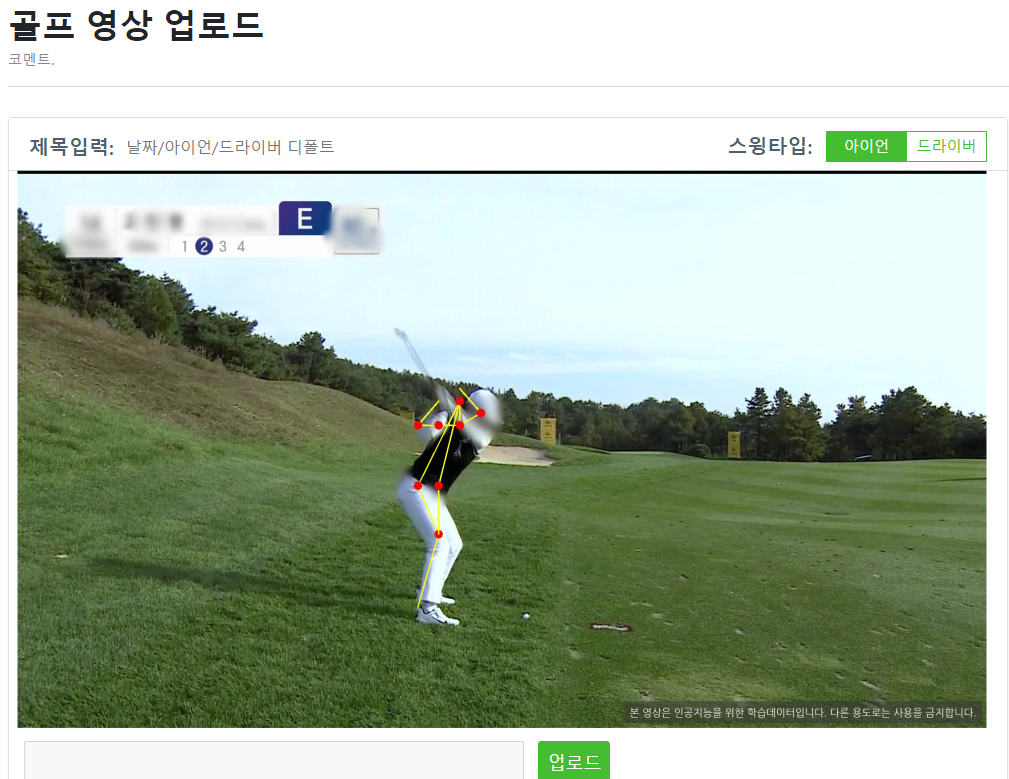 골프 영상 업로드
코멘트.
제목입력: 날짜/아이언/드라이버 디폴트
스윙타입: 아이언 드라이버
E
1 2 3 4
본 영상은 인공지능을 위한 학습데이터입니다. 다른 용도로는 사용을 금지합니다.
업로드